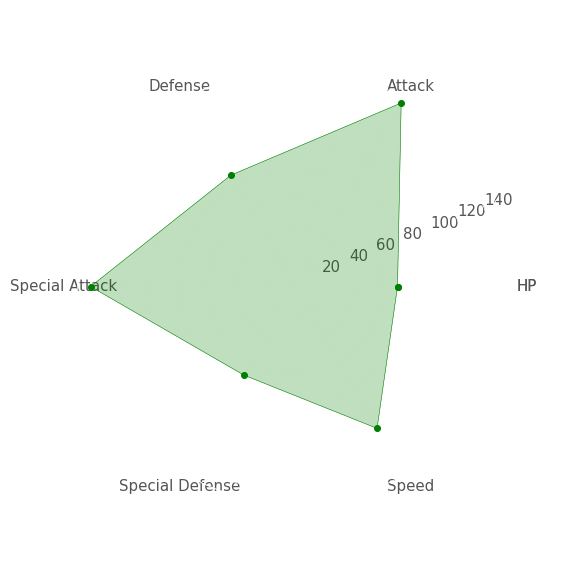 Defense
Attack
140
120
100
80
60
40
20
Special Attack
HP
Special Defense
Speed